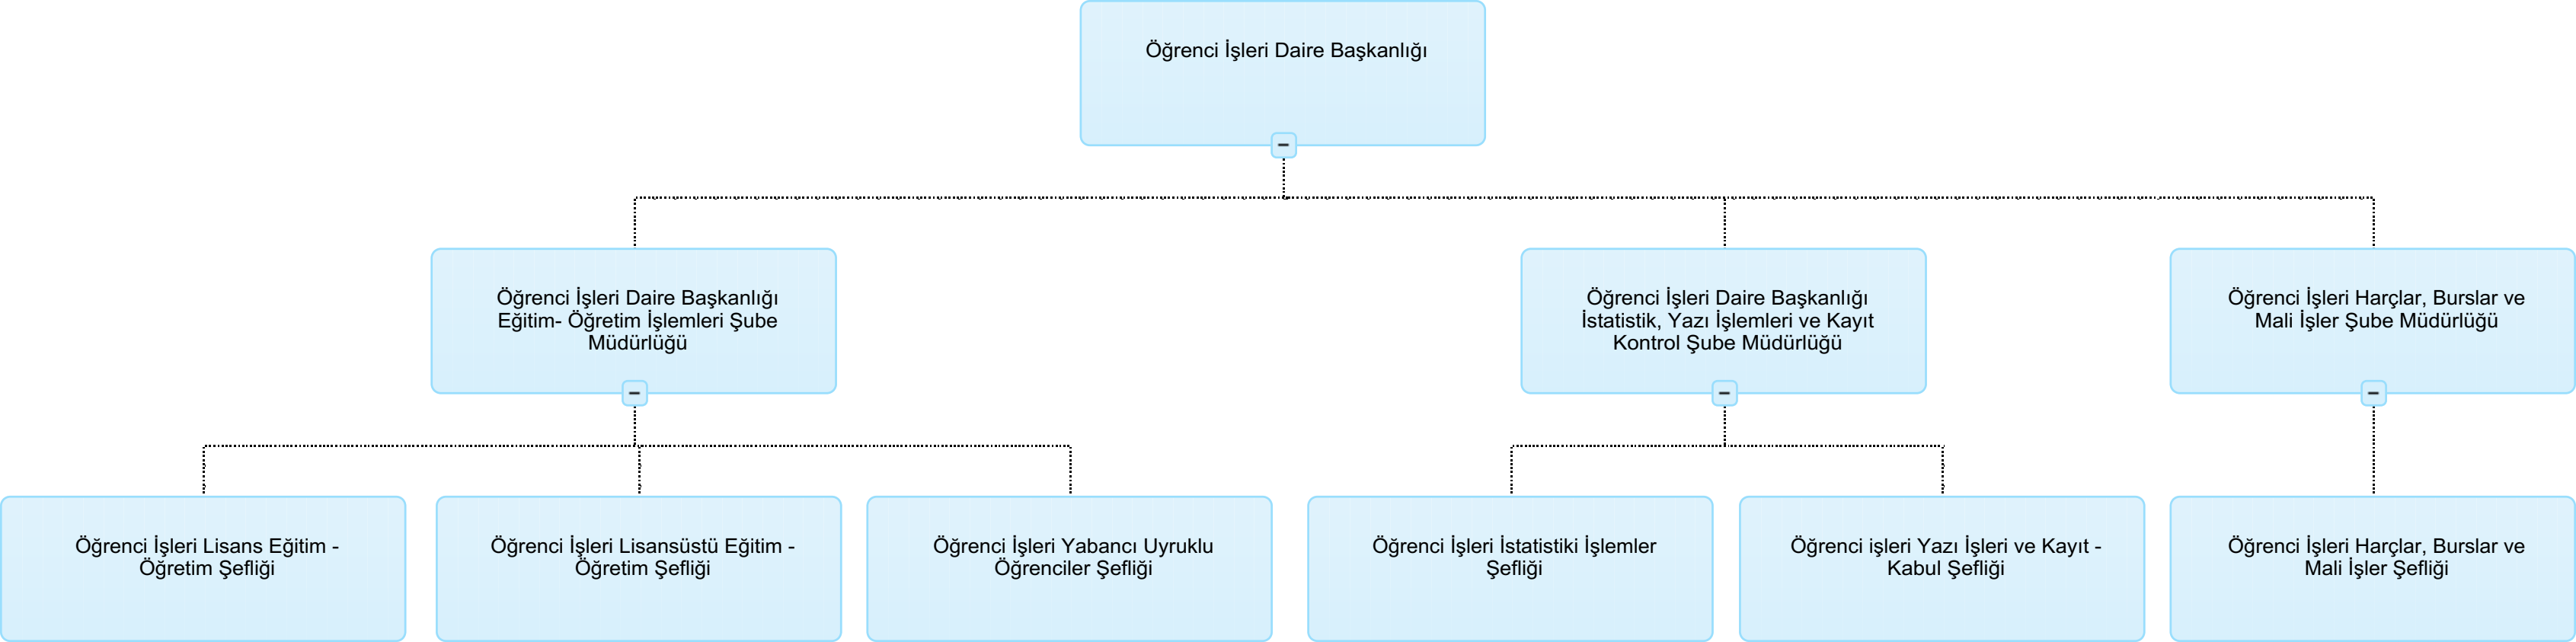 Öğrenci İşleri Daire Başkanlığı
Öğrenci İşleri Daire Başkanlığı
Eğitim- Öğretim İşlemleri Şube
Müdürlüğü
Öğrenci İşleri Daire Başkanlığı
İstatistik, Yazı İşlemleri ve Kayıt
Kontrol Şube Müdürlüğü
Öğrenci İşleri Harçlar, Burslar ve
Mali İşler Şube Müdürlüğü
Öğrenci İşleri Lisans Eğitim -
Öğretim Şefliği
Öğrenci İşleri Lisansüstü Eğitim -
Öğretim Şefliği
Öğrenci İşleri Yabancı Uyruklu
Öğrenciler Şefliği
Öğrenci İşleri İstatistiki İşlemler
Şefliği
Öğrenci işleri Yazı İşleri ve Kayıt -
Kabul Şefliği
Öğrenci İşleri Harçlar, Burslar ve
Mali İşler Şefliği